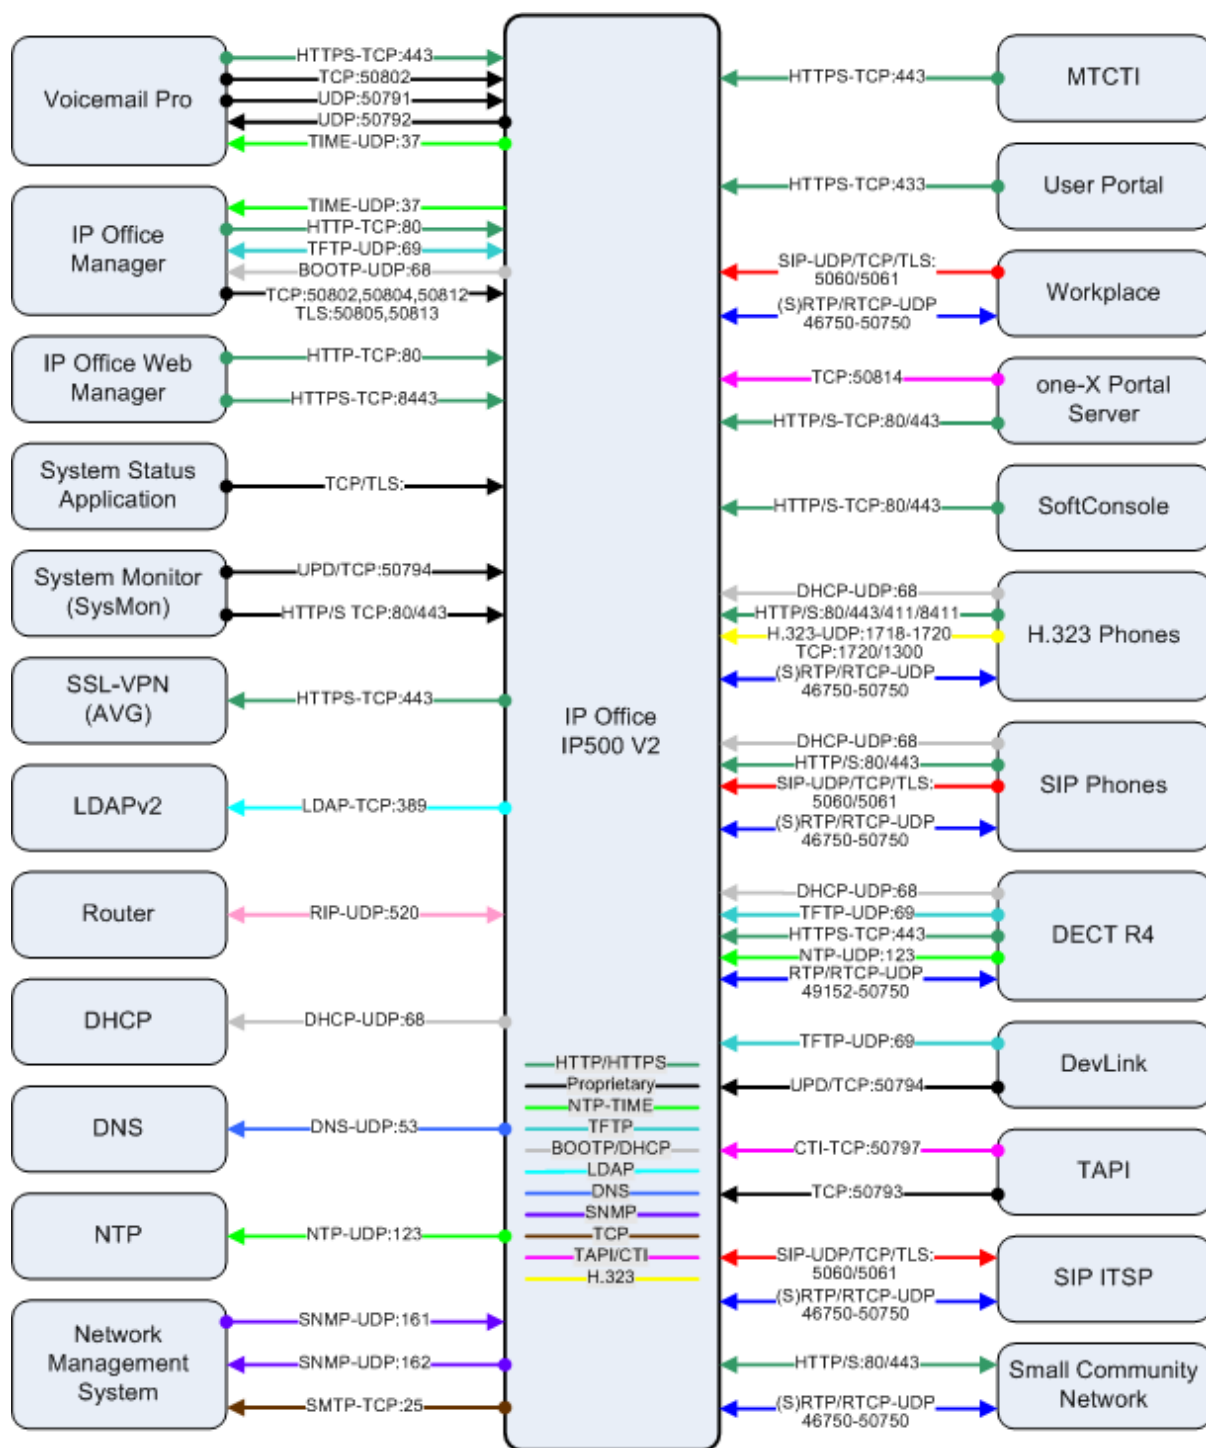 Voicemail Pro
HTTPS-TCP:443
TCP:50802
UDP:50791
UDP:50792
TIME-UDP:37
IP Office
Manager
TIME-UDP:37
HTTP-TCP:80
TFTP-UDP:69
BOOTP-UDP:68
TCP:50802,50804,50812
TLS:50805,50813
IP Office Web
Manager
HTTP-TCP:80
HTTPS-TCP:8443
System Status
Application
TCP/TLS:
System Monitor
(SysMon)
UPD/TCP:50794
HTTP/S TCP:80/443
SSL-VPN
(AVG)
HTTPS-TCP:443
LDAPv2
LDAP-TCP:389
Router
RIP-UDP:520
DHCP
DHCP-UDP:68
DNS
DNS-UDP:53
NTP
NTP-UDP:123
Network
Management
System
SNMP-UDP:161
SNMP-UDP:162
SMTP-TCP:25
IP Office
IP500 V2
HTTP/HTTPS
Proprietary
NTP-TIME
TFTP
BOOTP/DHCP
LDAP
DNS
SNMP
TCP
TAPI/CTI
H.323
HTTPS-TCP:443
MTCTI
HTTPS-TCP:433
User Portal
SIP-UDP/TCP/TLS:
5060/5061
(S)RTP/RTCP-UDP
46750-50750
Workplace
TCP:50814
HTTP/S-TCP:80/443
one-X Portal
Server
HTTP/S-TCP:80/443
SoftConsole
DHCP-UDP:68
HTTP/S:80/443/411/8411
H.323-UDP:1718-1720
TCP:1720/1300
(S)RTP/RTCP-UDP
46750-50750
H.323 Phones
DHCP-UDP:68
HTTP/S:80/443
SIP-UDP/TCP/TLS:
5060/5061
(S)RTP/RTCP-UDP
46750-50750
SIP Phones
DHCP-UDP:68
TFTP-UDP:69
HTTPS-TCP:443
NTP-UDP:123
RTP/RTCP-UDP
49152-50750
DECT R4
TFTP-UDP:69
UPD/TCP:50794
DevLink
CTI-TCP:50797
TCP:50793
TAPI
SIP-UDP/TCP/TLS:
5060/5061
(S)RTP/RTCP-UDP
46750-50750
SIP ITSP
HTTP/S:80/443
(S)RTP/RTCP-UDP
46750-50750
Small Community
Network